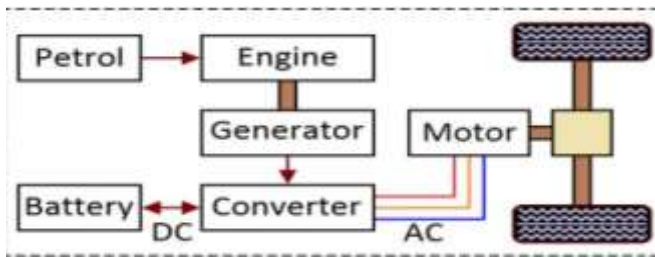 Petrol
Engine
Generator
Motor
Battery
DC
Converter
AC